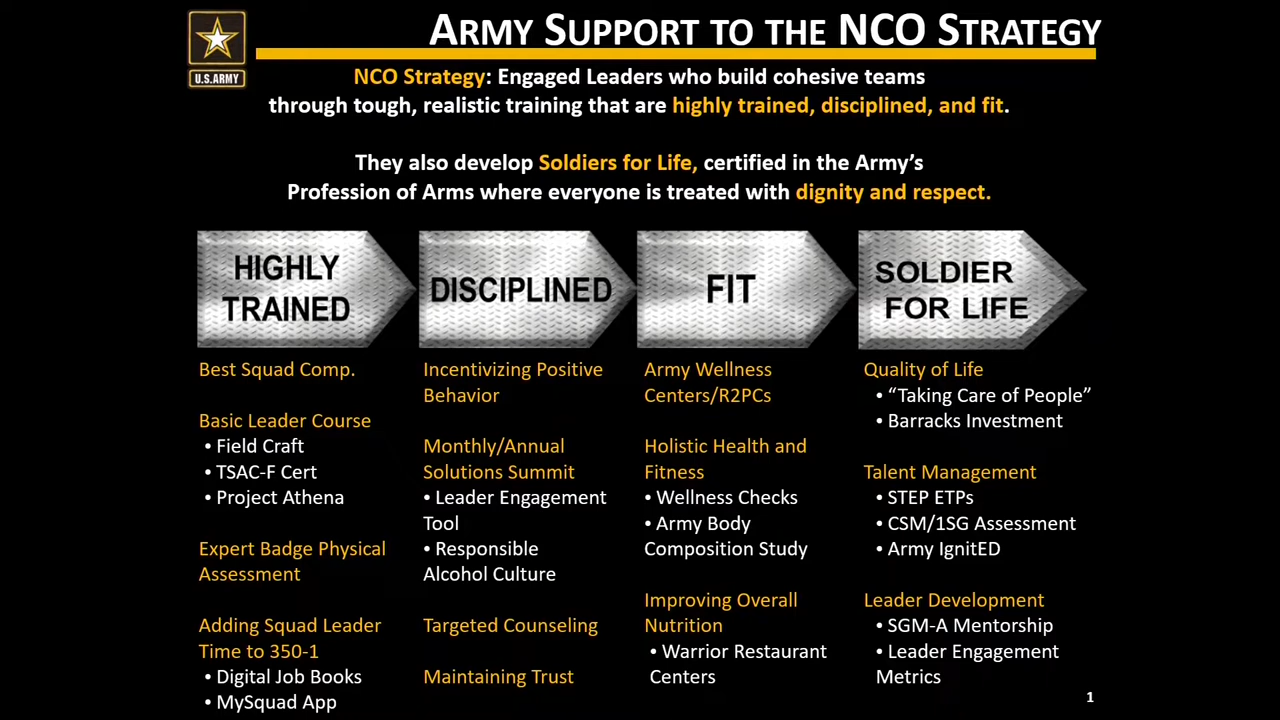 ARMY SUPPORT TO THE NCO STRATEGY
U.S.ARMY
NCO Strategy: Engaged Leaders who build cohesive teams
through tough, realistic training that are highly trained, disciplined, and fit.
They also develop Soldiers for Life, certified in the Army’s
Profession of Arms where everyone is treated with dignity and respect.
HIGHLY
TRAINED
Best Squad Comp.
Basic Leader Course
• Field Craft
• TSAC-F Cert
• Project Athena
Expert Badge Physical
Assessment
Adding Squad Leader
Time to 350-1
• Digital Job Books
• MySquad App
DISCIPLINED
Incentivizing Positive
Behavior
Monthly/Annual
Solutions Summit
• Leader Engagement
Tool
• Responsible
Alcohol Culture
Targeted Counseling
Maintaining Trust
FIT
Army Wellness
Centers/R2PCs
Holistic Health and
Fitness
• Wellness Checks
• Army Body
Composition Study
Improving Overall
Nutrition
• Warrior Restaurant
Centers
SOLDIER
FOR LIFE
Quality of Life
• “Taking Care of People”
• Barracks Investment
Talent Management
• STEP ETPs
• CSM/1SG Assessment
• Army IgnitED
Leader Development
• SGM-A Mentorship
• Leader Engagement
Metrics
1